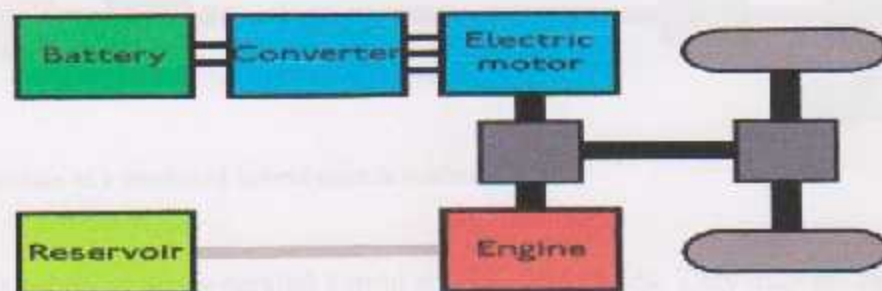 Battery
Converter
Electric
motor
Reservoir
Engine